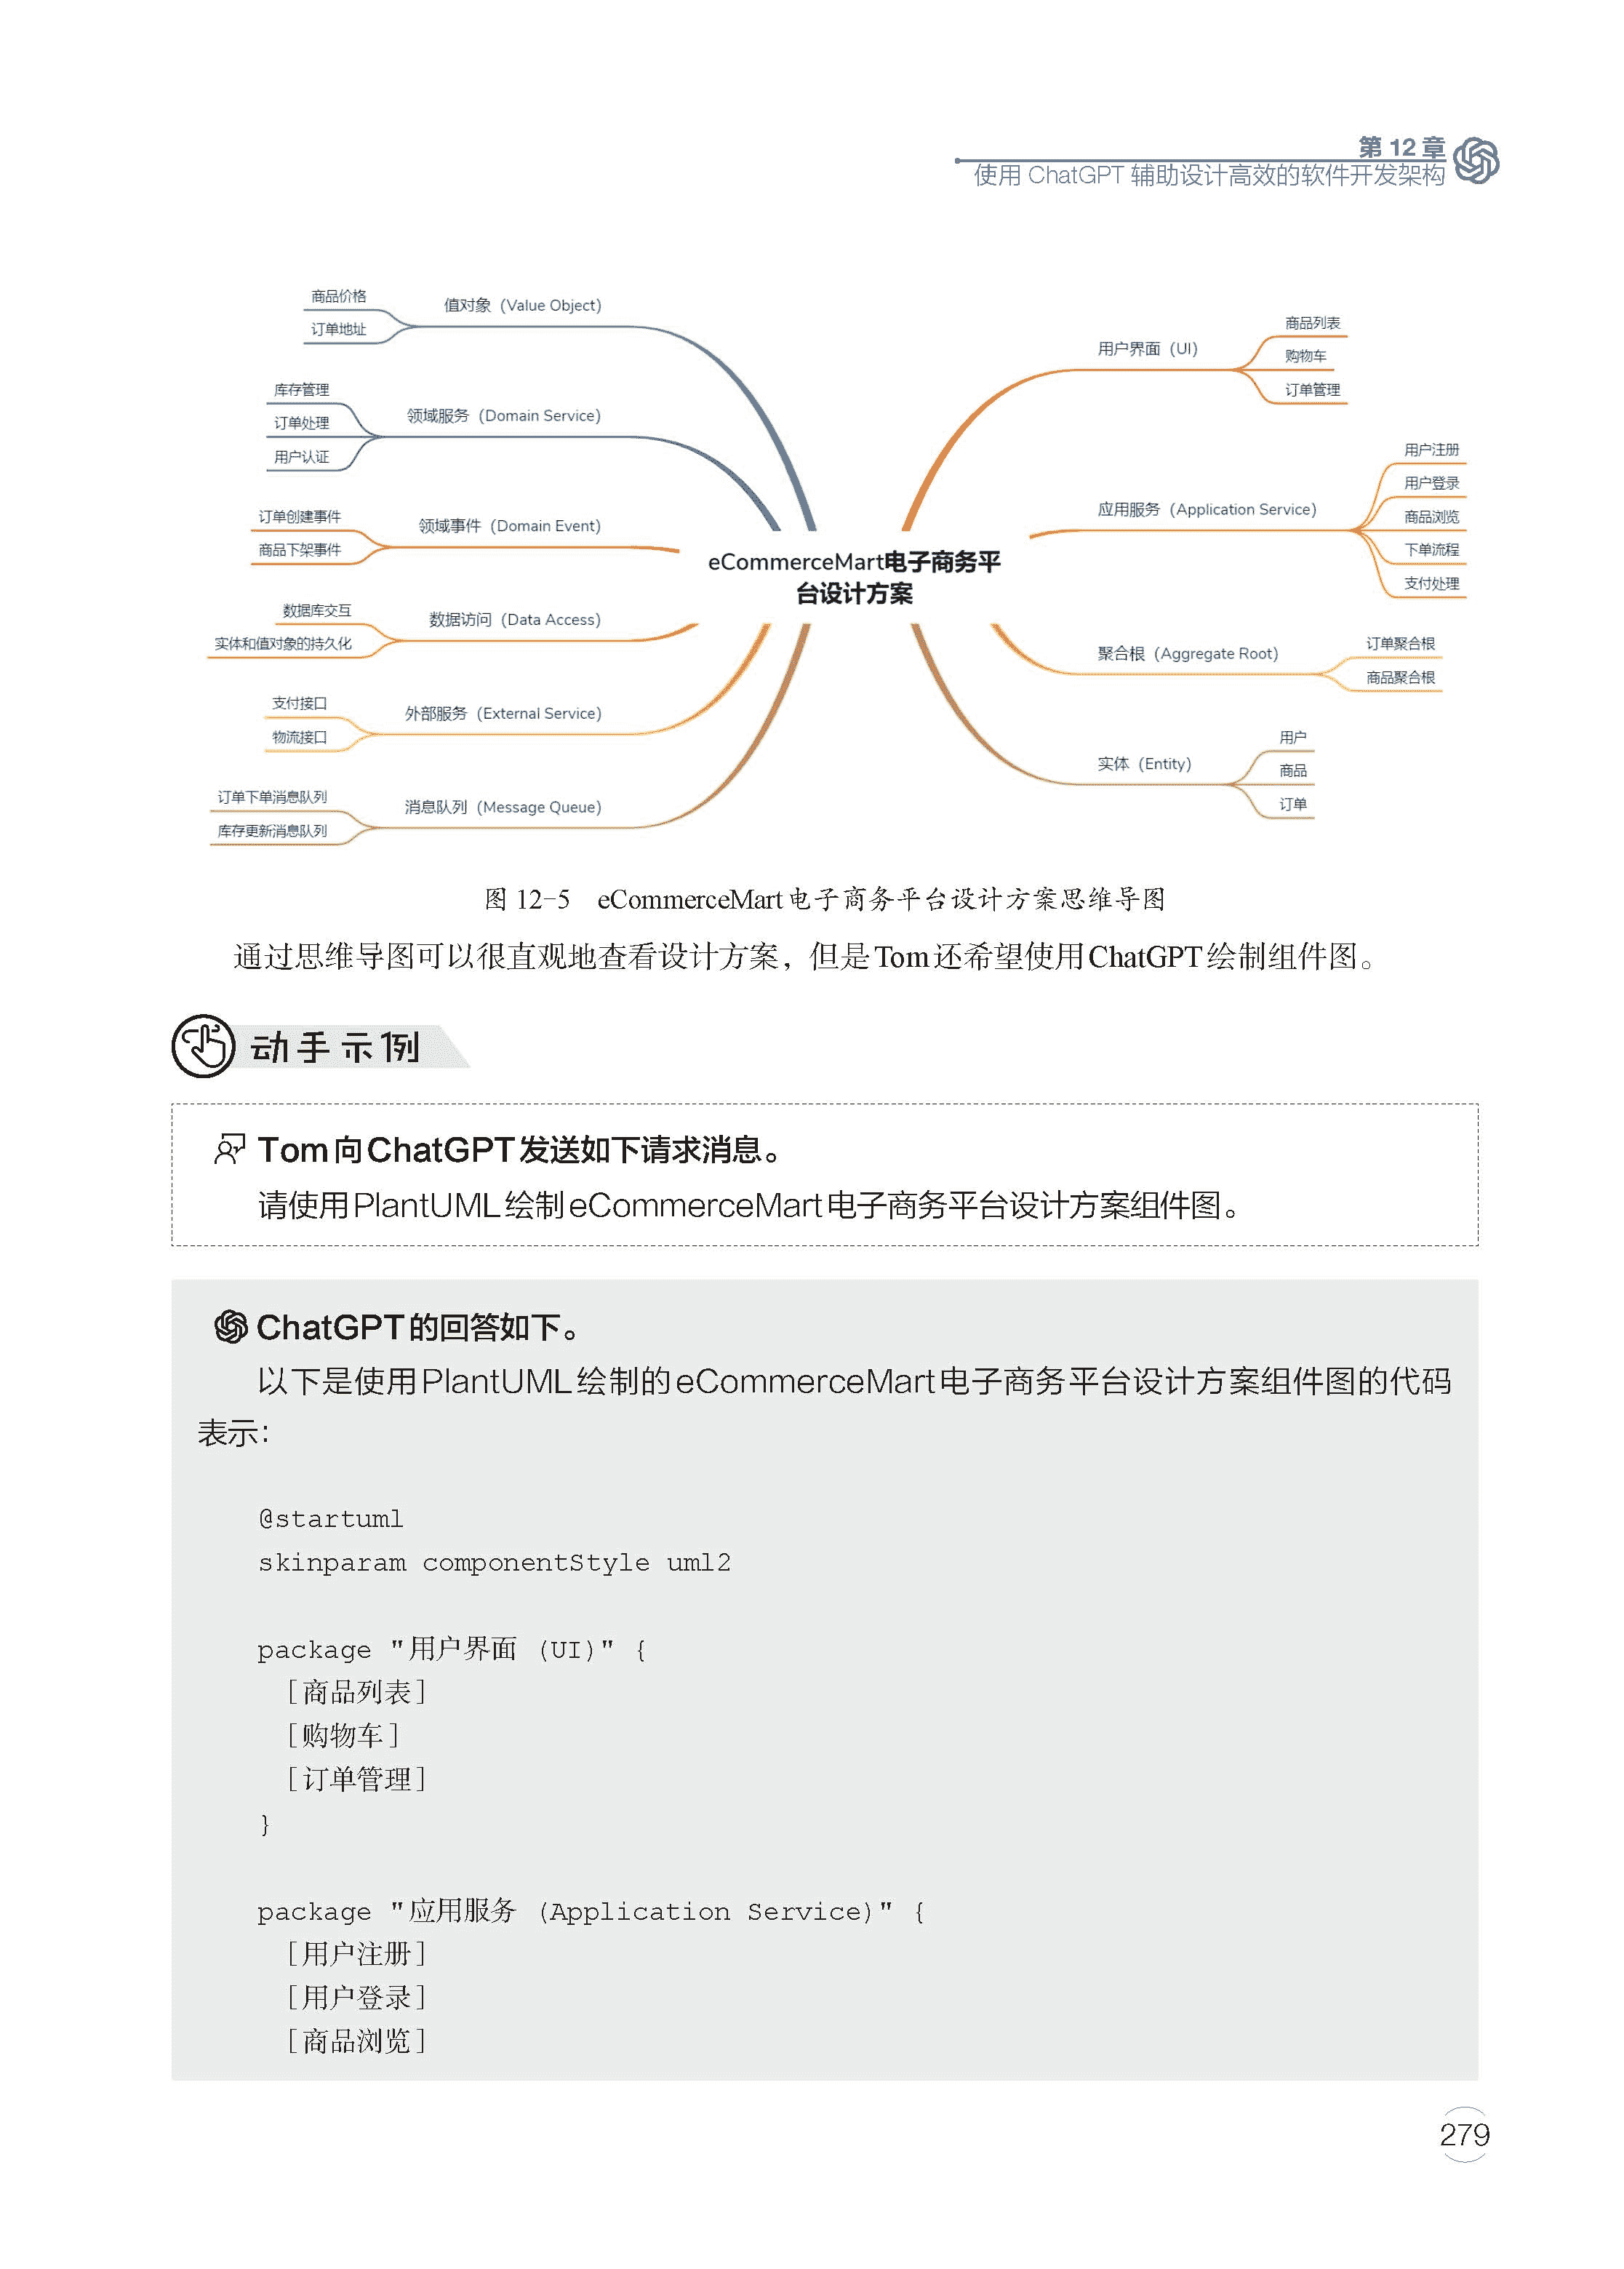 第 12 章
使用 ChatGPT 辅助设计高效的软件开发架构
商品价格
订单地址
值对象（Value Object）
库存管理
订单处理
用户认证
领域服务（Domain Service）
订单创建事件
商品下架事件
领域事件（Domain Event）
数据库交互
实体和值对象的持久化
数据访问（Data Access）
支付接口
物流接口
外部服务（External Service）
订单下单消息队列
库存更新消息队列
消息队列（Message Queue）
eCommerceMart电子商务平
台设计方案
用户界面（UI）
商品列表
购物车
订单管理
应用服务（Application Service）
用户注册
用户登录
商品浏览
下单流程
支付处理
聚合根（Aggregate Root）
订单聚合根
商品聚合根
实体（Entity）
用户
商品
订单
图 12-5　eCommerceMart 电子商务平台设计方案思维导图
通过思维导图可以很直观地查看设计方案，但是Tom还希望使用ChatGPT绘制组件图。
动手示例
Tom向ChatGPT发送如下请求消息。
请使用PlantUML绘制eCommerceMart电子商务平台设计方案组件图。
ChatGPT的回答如下。
以下是使用PlantUML绘制的eCommerceMart电子商务平台设计方案组件图的代码
表示：
@startuml
skinparam componentStyle uml2
package "用户界面 (UI)" {
[商品列表]
[购物车]
[订单管理]
}
package "应用服务 (Application Service)" {
[用户注册]
[用户登录]
[商品浏览]
279